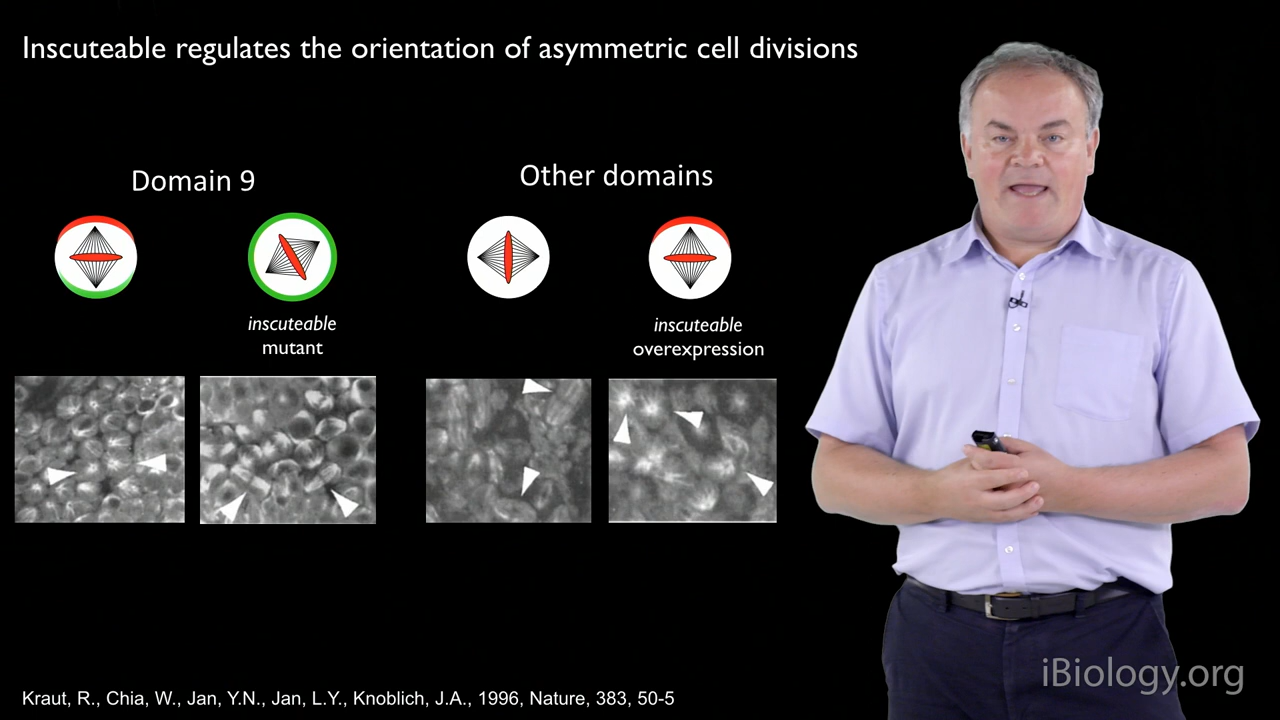 Inscuteable regulates the orientation of asymmetric cell divisions
Domain 9
Other domains
inscuteable
mutant
inscuteable
overexpression
Kraut, R., Chia, W., Jan, Y.N., Jan, L.Y., Knoblich, J.A., 1996, Nature, 383, 50-5
iBiology.org